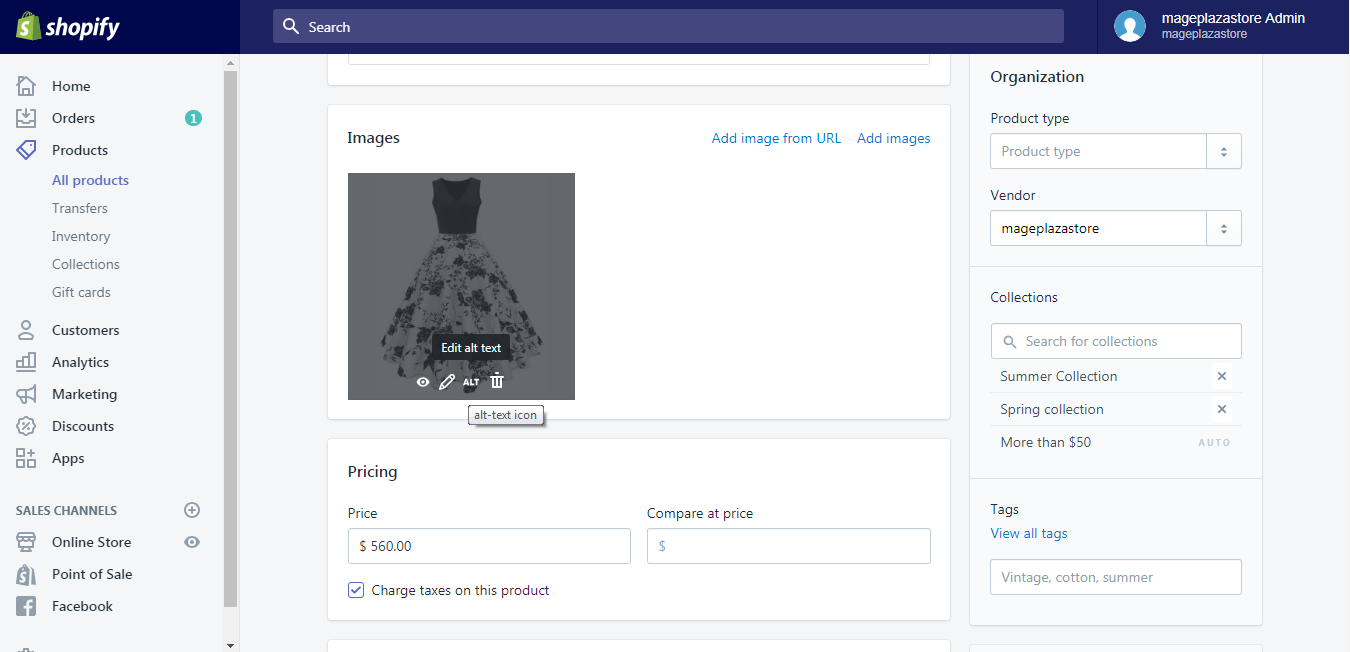 shopify
Search
mageplazastore Admin
mageplazastore
Home
Orders
1
Products
All products
Transfers
Inventory
Collections
Gift cards
Customers
Analytics
Marketing
Discounts
Apps
SALES CHANNELS
Online Store
Point of Sale
Facebook
Images
Add image from URL
Add images
Edit alt text
ALT
alt-text icon
Pricing
Price
Compare at price
$ 560.00
$
Charge taxes on this product
Organization
Product type
Product type
Vendor
mageplazastore
Collections
Search for collections
Summer Collection
Spring collection
More than $50
AUTO
Tags
View all tags
Vintage, cotton, summer